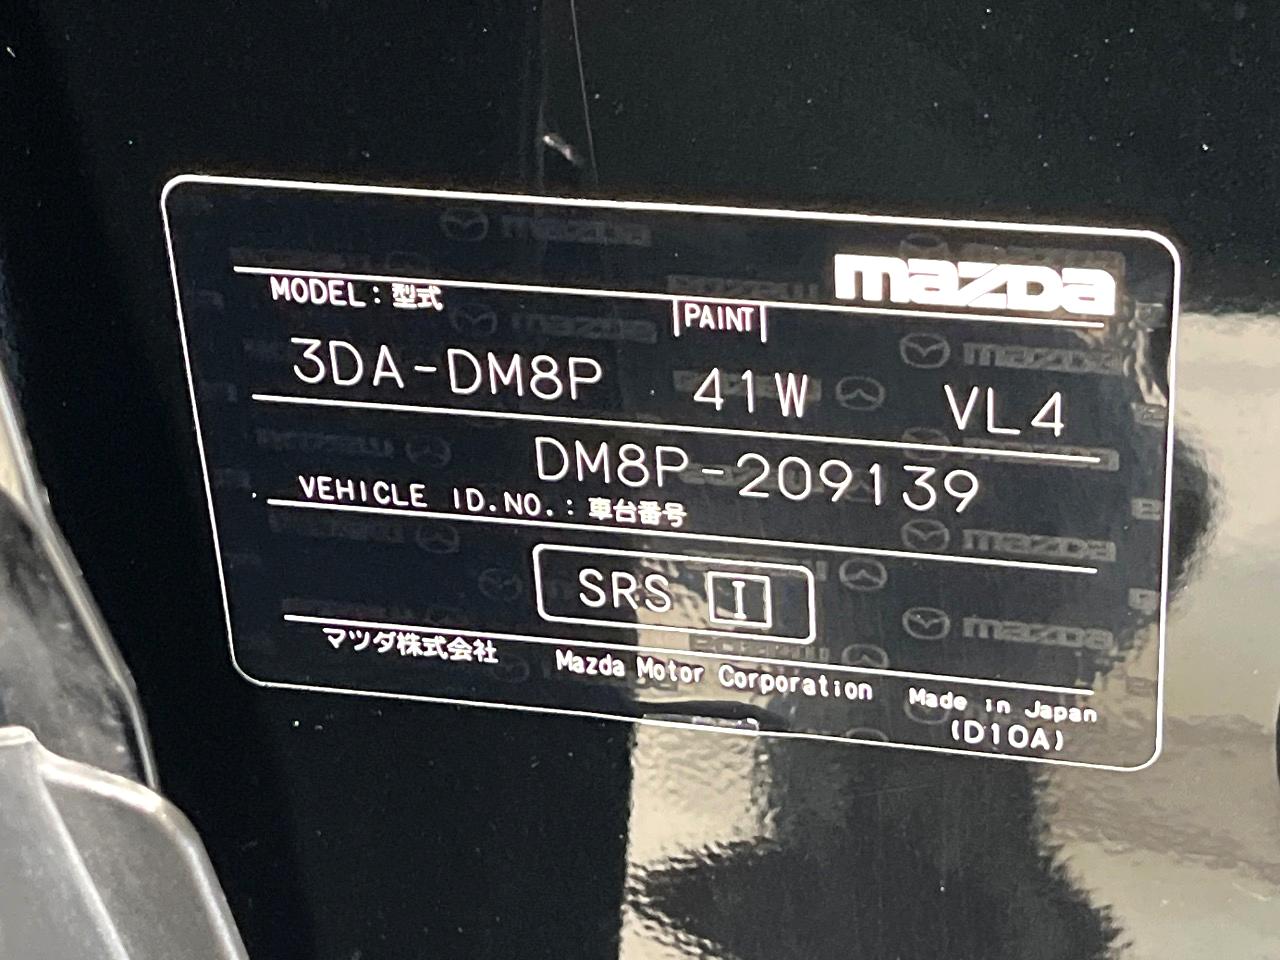 mazda
MODEL：型式
PAINT
3DA-DM8P 41W VL4
DM8P-209139
VEHICLE ID.NO.：車台番号
SRS I
マツダ株式会社 Mazda Motor Corporation Made in Japan
(D10A)